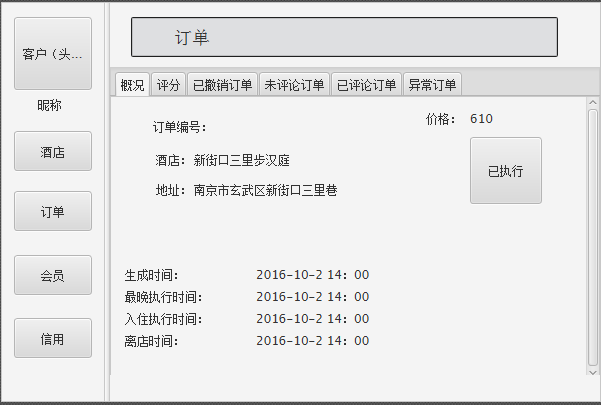 客户（头...
昵称
酒店
订单
会员
信用
订单
概况 评分 已撤销订单 未评论订单 已评论订单 异常订单
订单编号：
价格： 610
酒店：新街口三里步汉庭
已执行
地址：南京市玄武区新街口三里巷
生成时间： 2016-10-2 14：00
最晚执行时间： 2016-10-2 14：00
入住执行时间： 2016-10-2 14：00
离店时间： 2016-10-2 14：00